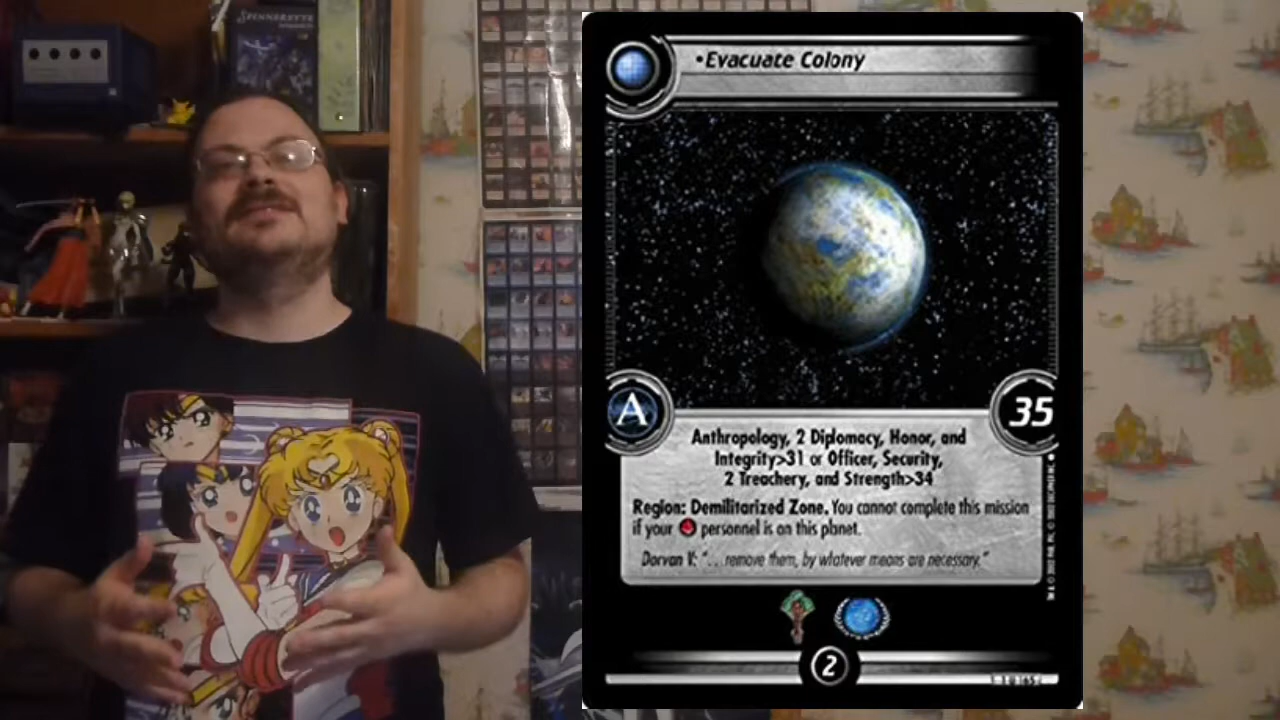 SPINNERETTE
•Evacuate Colony
A
35
Anthropology, 2 Diplomacy, Honor, and
Integrity>31 or Officer, Security,
2 Treachery, and Strength>34
Region: Demilitarized Zone. You cannot complete this mission
if your personnel is on this planet.
Dorvan V: ". . . remove them, by whatever means are necessary."
2